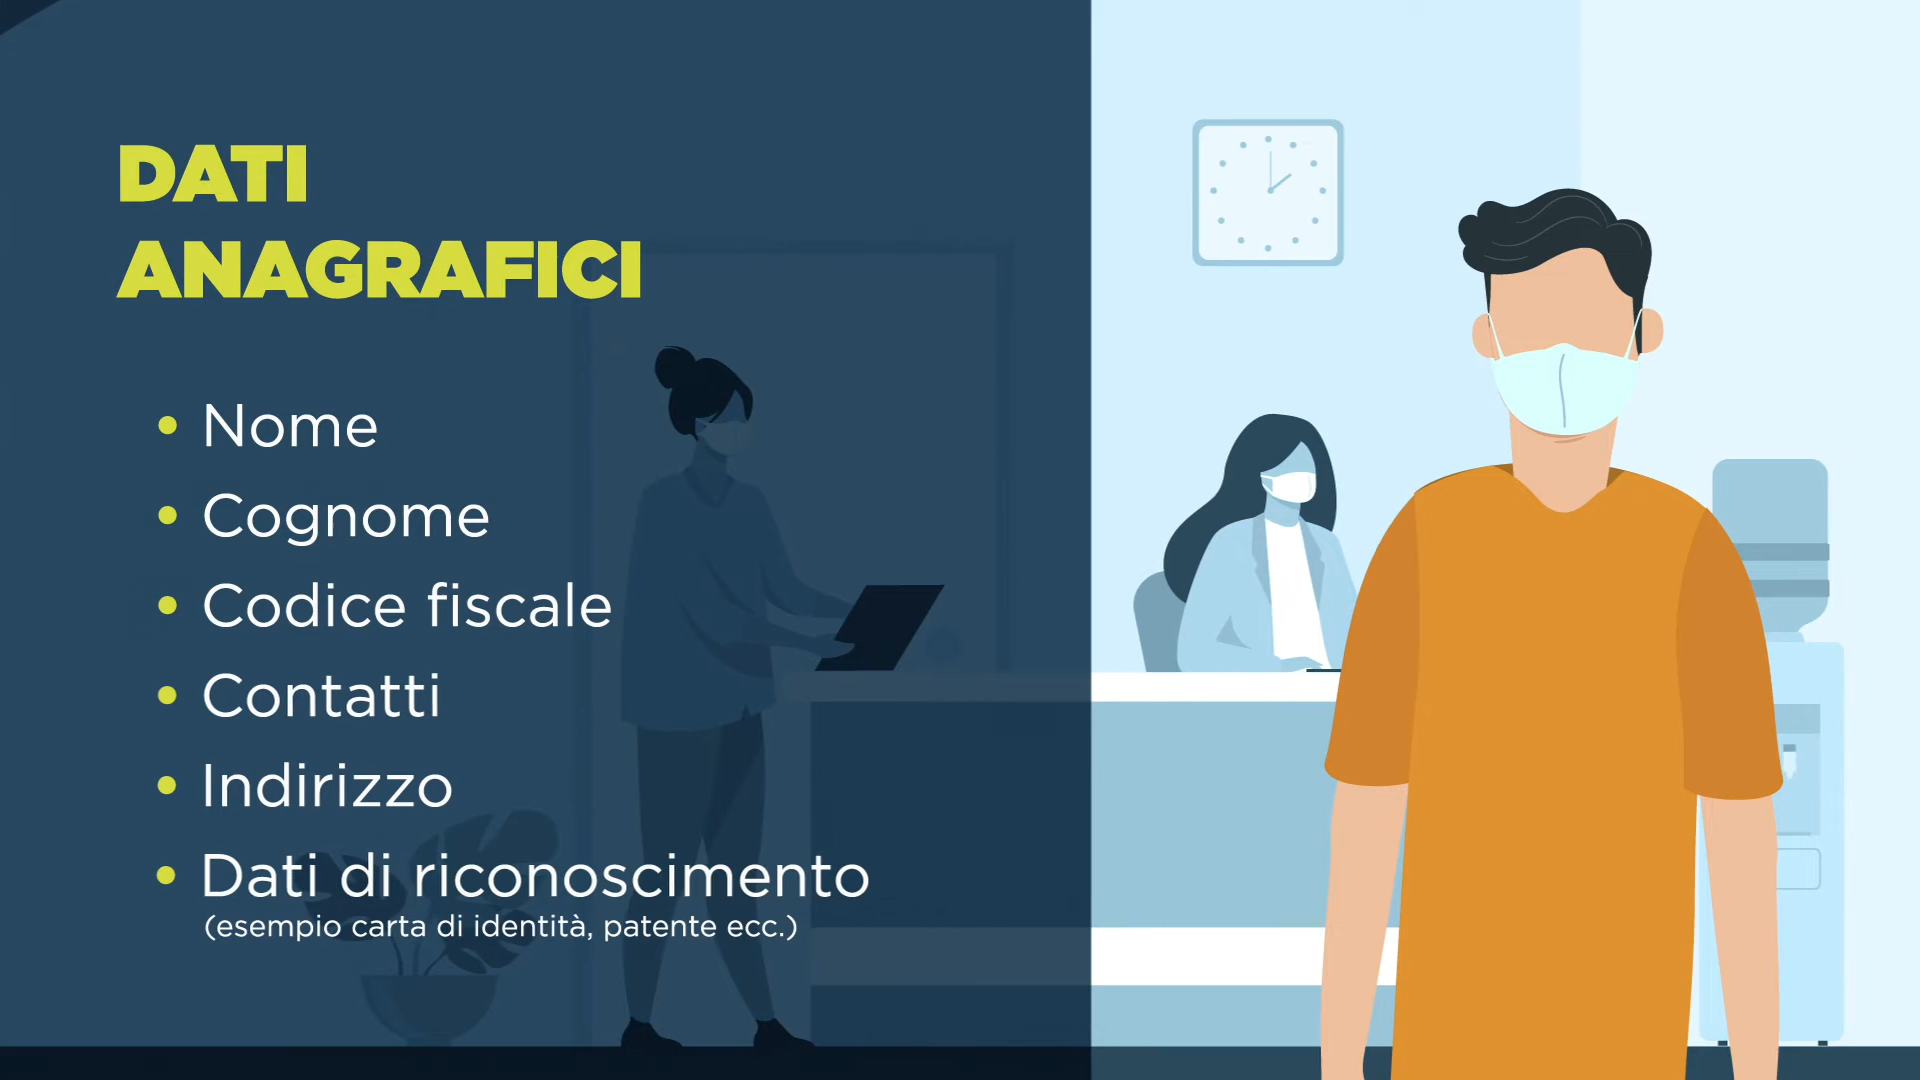 DATI
ANAGRAFICI
• Nome
• Cognome
• Codice fiscale
• Contatti
• Indirizzo
• Dati di riconoscimento
(esempio carta di identità, patente ecc.)